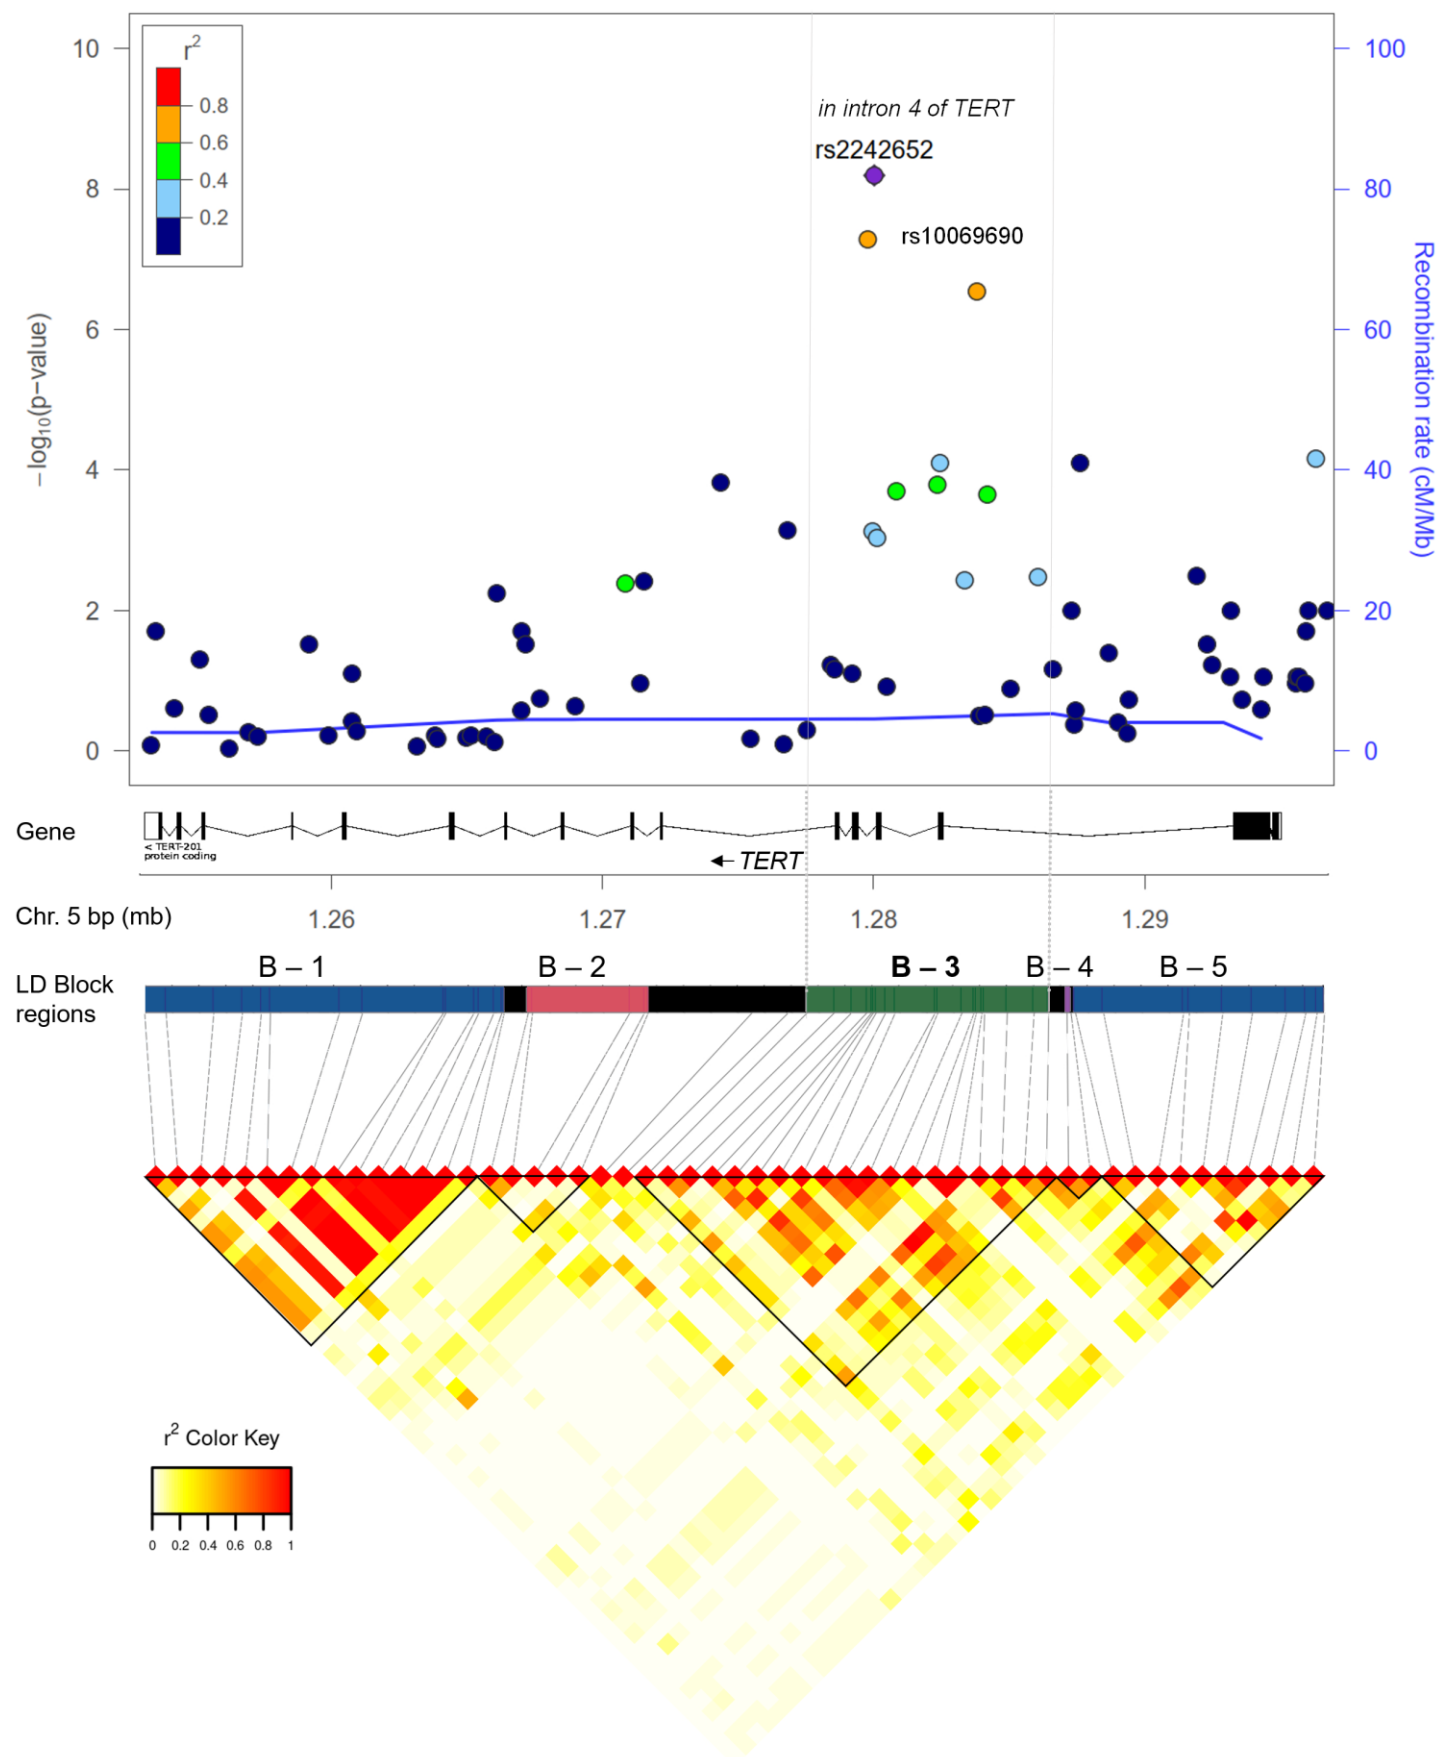 r2
0.8
0.6
0.4
0.2
10
8
6
4
2
0
−log10(p−value)
100
80
60
40
20
0
Recombination rate (cM/Mb)
in intron 4 of TERT
rs2242652
rs10069690
Gene
< TERT-201
protein coding
← TERT
Chr. 5 bp (mb)
1.26 1.27 1.28 1.29
B – 1 B – 2 B – 3 B – 4 B – 5
LD Block
regions
r2 Color Key
0 0.2 0.4 0.6 0.8 1